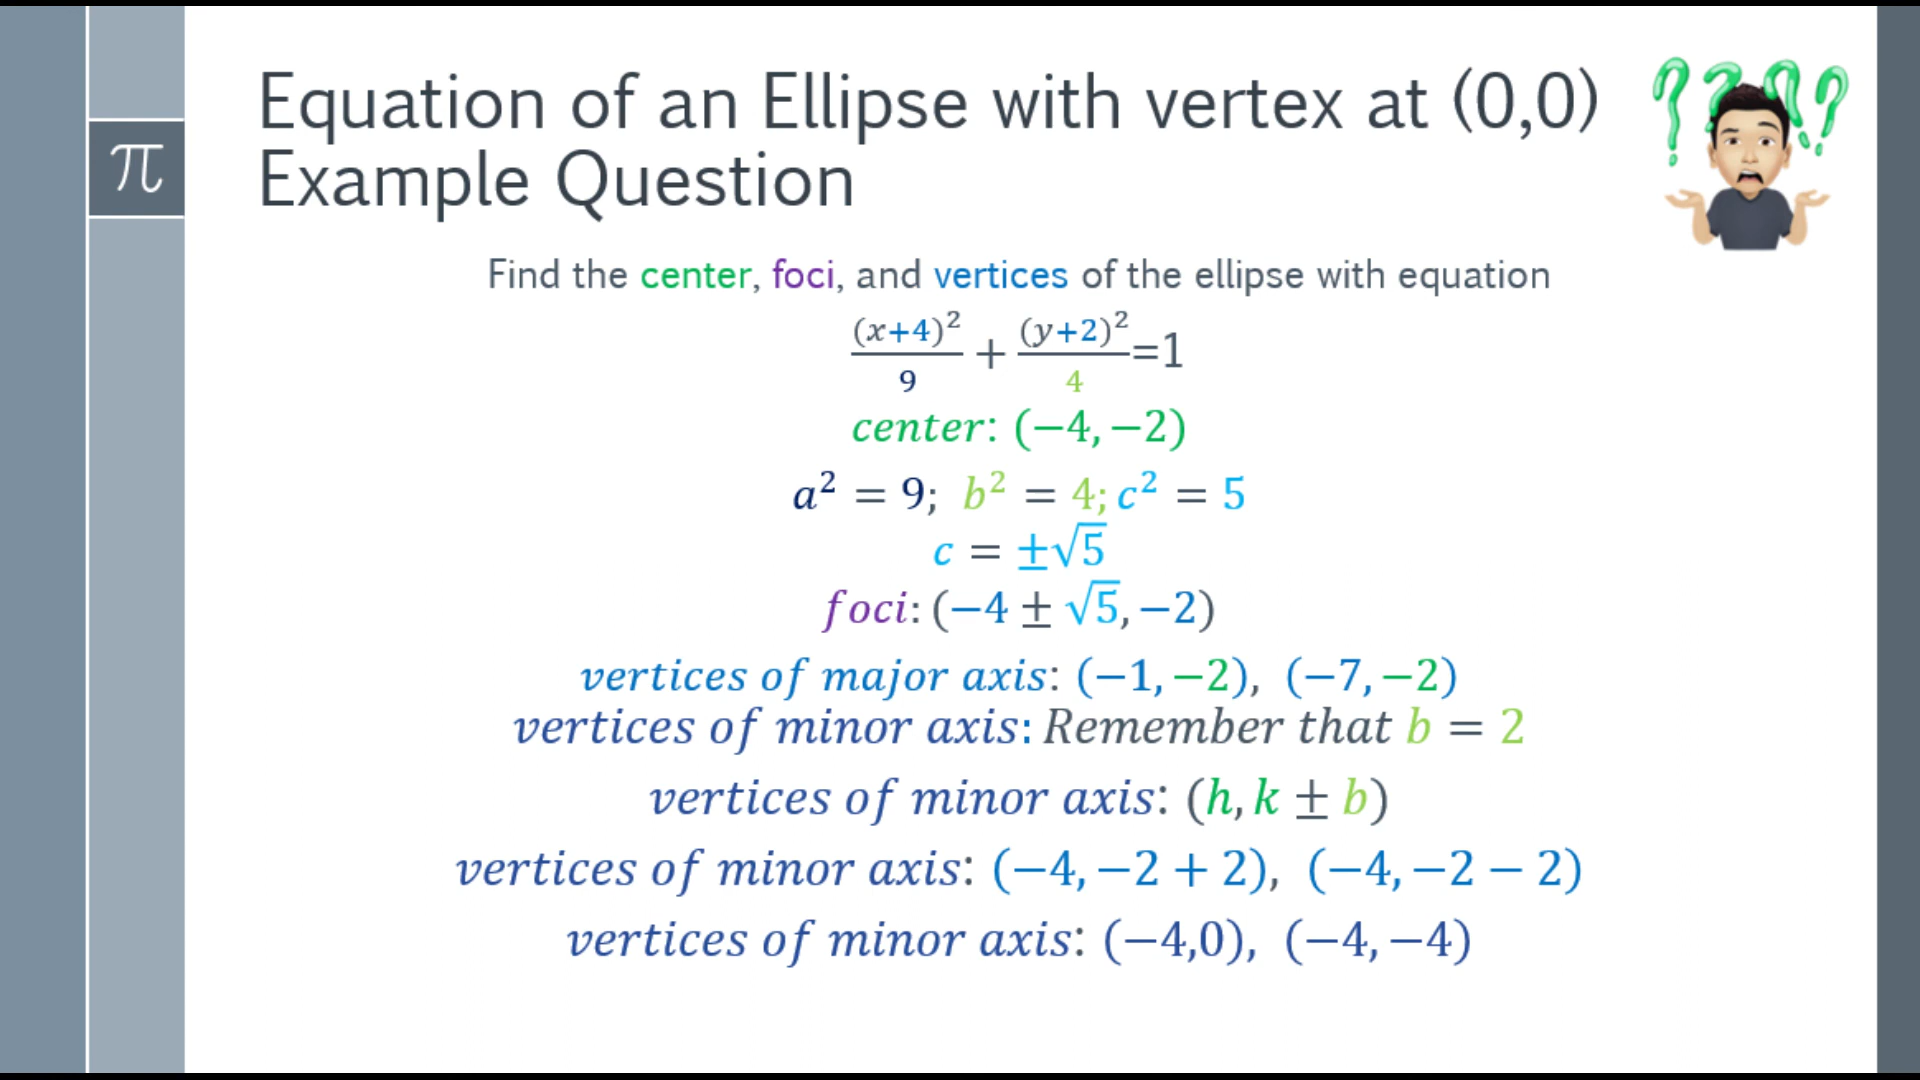 π
Equation of an Ellipse with vertex at (0,0)
Example Question
????
Find the center, foci, and vertices of the ellipse with equation
(x+4)²/9 + (y+2)²/4=1
center: (−4, −2)
a² = 9; b² = 4; c² = 5
c = ±√5
foci: (−4 ± √5, −2)
vertices of major axis: (−1, −2), (−7, −2)
vertices of minor axis: Remember that b = 2
vertices of minor axis: (h, k ± b)
vertices of minor axis: (−4, −2 + 2), (−4, −2 − 2)
vertices of minor axis: (−4,0), (−4, −4)